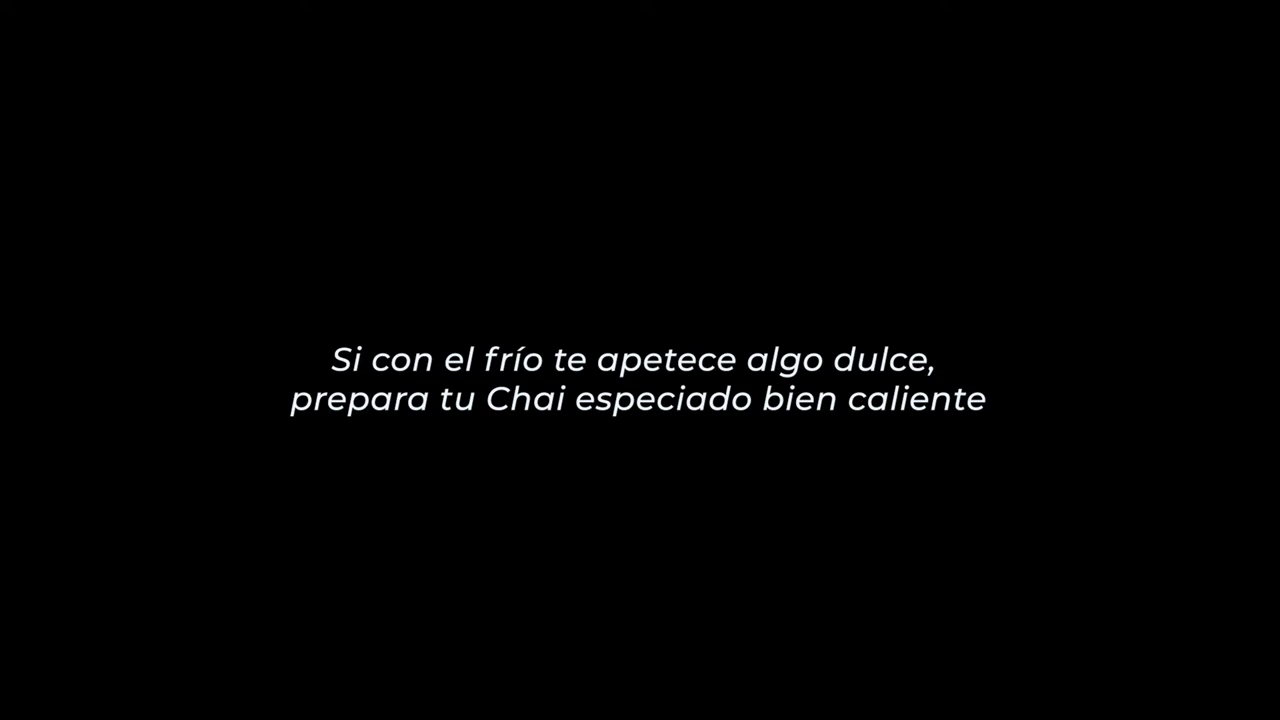 Si con el frío te apetece algo dulce,
prepara tu Chai especiado bien caliente